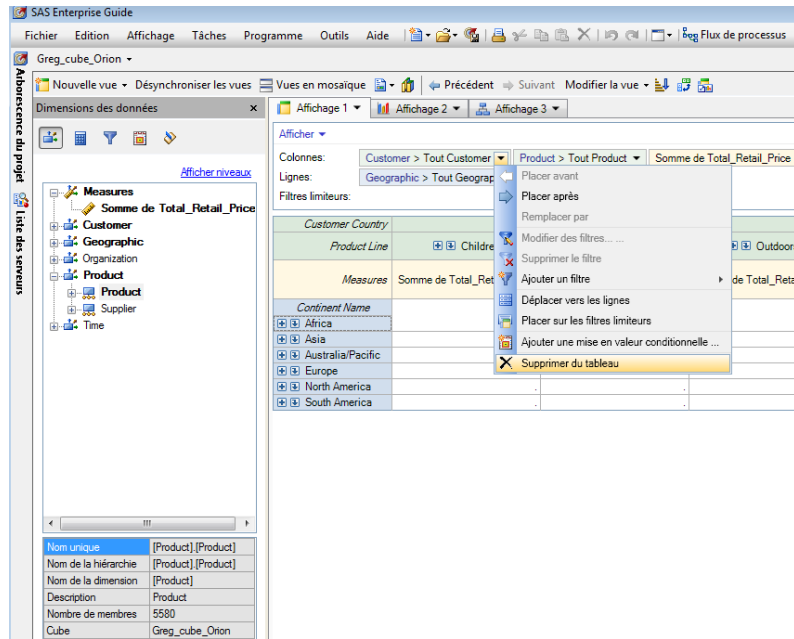 SAS Enterprise Guide
Fichier Edition Affichage Tâches Programme Outils Aide Flux de processus
Greg_cube_Orion
Arborescence du projet
Liste des serveurs
Nouvelle vue Désynchroniser les vues Vues en mosaïque Précédent Suivant Modifier la vue
Dimensions des données x
Affichage 1 Affichage 2 Affichage 3
Afficher
Afficher niveaux
Colonnes: Customer > Tout Customer Product > Tout Product Somme de Total_Retail_Price
Lignes: Geographic > Tout Geograp
Filtres limiteurs:
Measures
Somme de Total_Retail_Price
Customer
Geographic
Organization
Product
Product
Supplier
Time
Placer avant
Placer après
Remplacer par
Modifier des filtres... ...
Supprimer le filtre
Ajouter un filtre
Déplacer vers les lignes
Placer sur les filtres limiteurs
Ajouter une mise en valeur conditionnelle ...
Supprimer du tableau
Customer Country
Product Line Childre Outdoors
Measures Somme de Total_Ret de Total_Reta
Continent Name
Africa
Asia
Australia/Pacific
Europe
North America . . .
South America . . .
Nom unique [Product].[Product]
Nom de la hiérarchie [Product].[Product]
Nom de la dimension [Product]
Description Product
Nombre de membres 5580
Cube Greg_cube_Orion